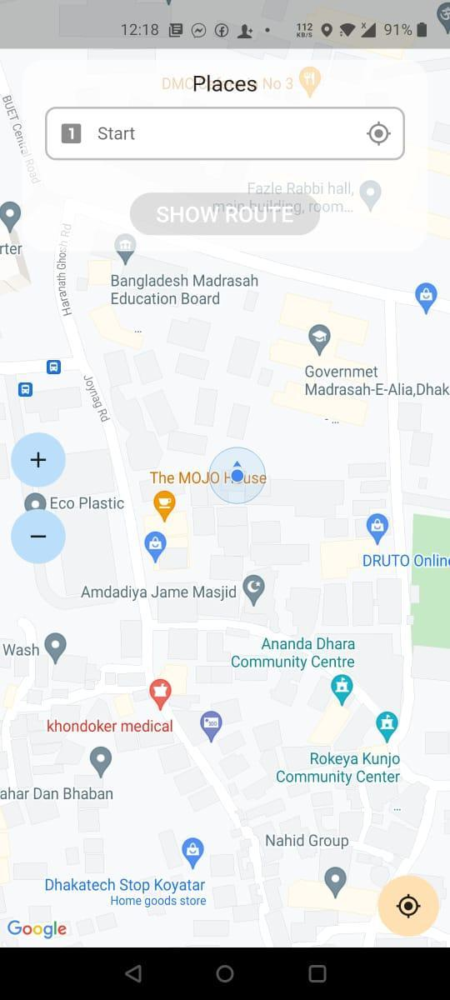 12:18
112
KB/S
x
91%
DMC Cafeteria No 3
Places
1
Start
BUET Central Road
Fazle Rabbi hall,
main building, room...
SHOW ROUTE
rter
Haranath Ghosh Rd
Bangladesh Madrasah
Education Board
...
Governmet
Madrasah-E-Alia,Dhak
- ...
Joynag Rd
+
The MOJO House
Eco Plastic
−
DRUTO Online
Amdadiya Jame Masjid
Wash
Ananda Dhara
Community Centre
khondoker medical
Rokeya Kunjo
Community Center
ahar Dan Bhaban
...
Nahid Group
Dhakatech Stop Koyatar
Home goods store
Google